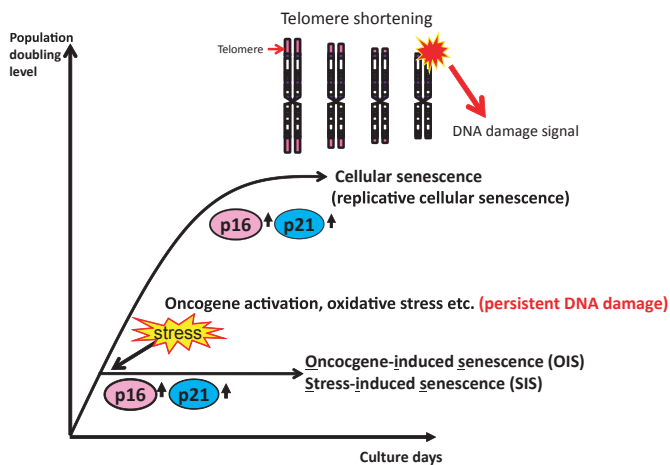 Telomere shortening
Population
doubling
level
Telomere
DNA damage signal
Cellular senescence
(replicative cellular senescence)
p16 p21
Oncogene activation, oxidative stress etc. (persistent DNA damage)
stress
Oncocgene-induced senescence (OIS)
Stress-induced senescence (SIS)
p16 p21
Culture days